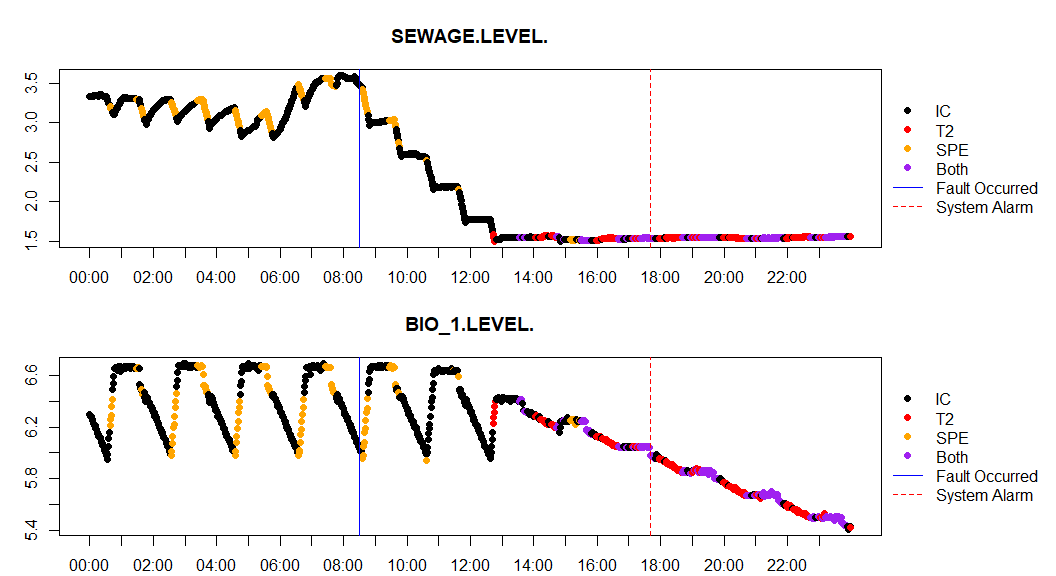 SEWAGE.LEVEL.
3.5
3.0
2.5
2.0
1.5
00:00 02:00 04:00 06:00 08:00 10:00 12:00 14:00 16:00 18:00 20:00 22:00
IC
T2
SPE
Both
Fault Occurred
System Alarm
BIO_1.LEVEL.
6.6
6.2
5.8
5.4
00:00 02:00 04:00 06:00 08:00 10:00 12:00 14:00 16:00 18:00 20:00 22:00
IC
T2
SPE
Both
Fault Occurred
System Alarm